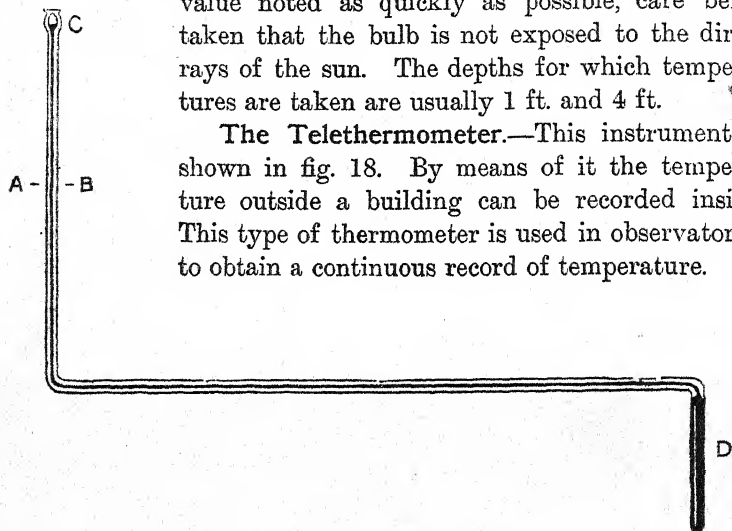 value noted as quickly as possible, care be
taken that the bulb is not exposed to the dir
rays of the sun. The depths for which tempe
tures are taken are usually 1 ft. and 4 ft.
The Telethermometer.—This instrument
shown in fig. 18. By means of it the tempe
ture outside a building can be recorded insi
This type of thermometer is used in observator
to obtain a continuous record of temperature.
C
A - - B
D